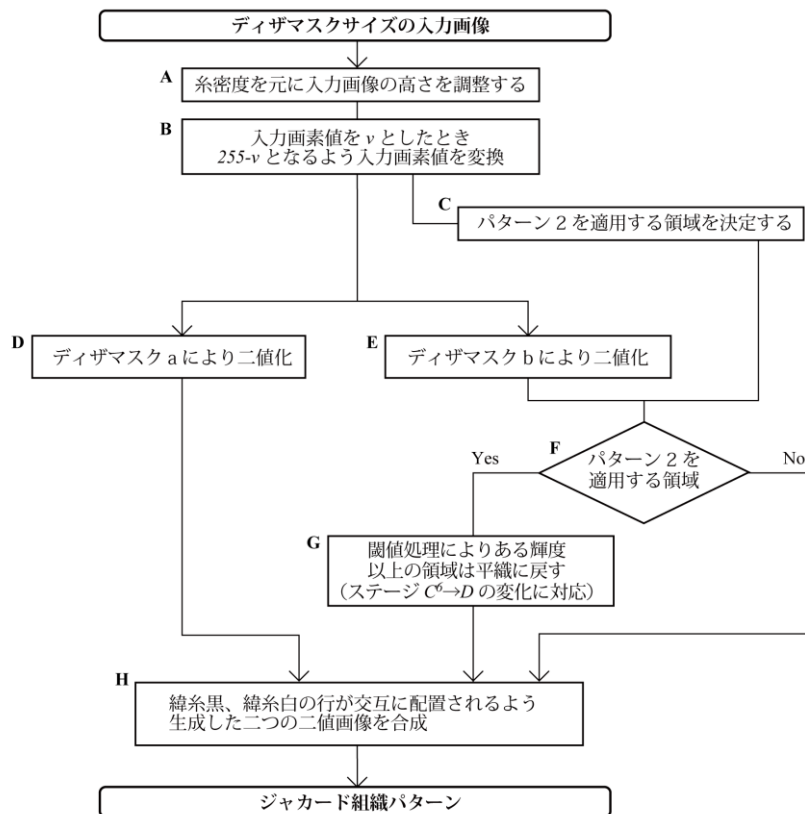 ディザマスクサイズの入力画像
A
糸密度を元に入力画像の高さを調整する
B
入力画素値を v としたとき
255-v となるよう入力画素値を変換
C
パターン 2 を適用する領域を決定する
D
ディザマスク a により二値化
E
ディザマスク b により二値化
F
パターン 2 を
適用する領域
Yes
No
G
閾値処理によりある輝度
以上の領域は平織に戻す
（ステージ C⁶→D の変化に対応）
H
緯糸黒、緯糸白の行が交互に配置されるよう
生成した二つの二値画像を合成
ジャカード組織パターン